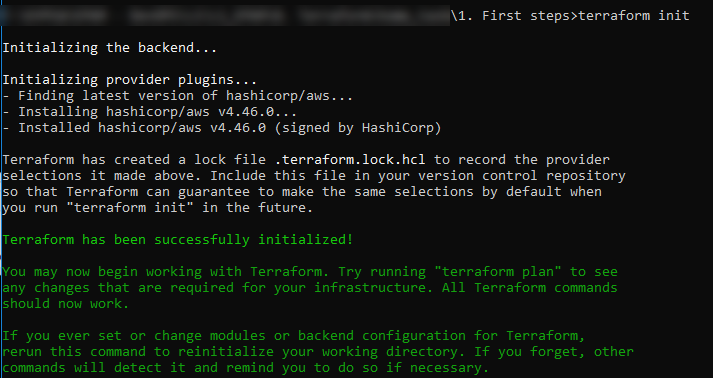 \1. First steps>terraform init
Initializing the backend...
Initializing provider plugins...
- Finding latest version of hashicorp/aws...
- Installing hashicorp/aws v4.46.0...
- Installed hashicorp/aws v4.46.0 (signed by HashiCorp)
Terraform has created a lock file .terraform.lock.hcl to record the provider
selections it made above. Include this file in your version control repository
so that Terraform can guarantee to make the same selections by default when
you run "terraform init" in the future.
Terraform has been successfully initialized!
You may now begin working with Terraform. Try running "terraform plan" to see
any changes that are required for your infrastructure. All Terraform commands
should now work.
If you ever set or change modules or backend configuration for Terraform,
rerun this command to reinitialize your working directory. If you forget, other
commands will detect it and remind you to do so if necessary.